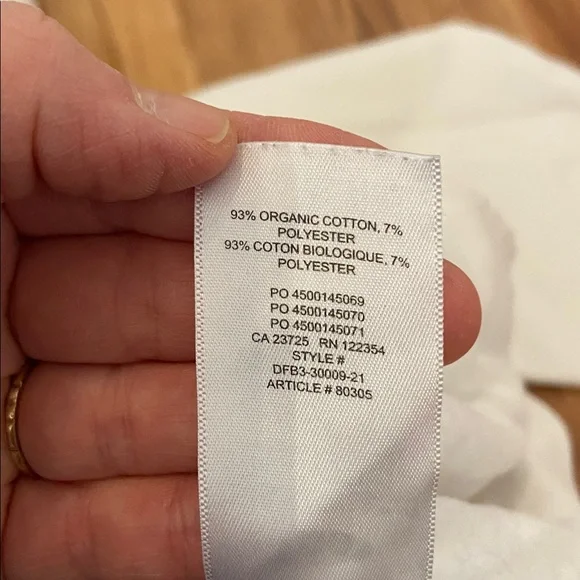 93% ORGANIC COTTON, 7%
POLYESTER
93% COTON BIOLOGIQUE, 7%
POLYESTER
PO 4500145069
PO 4500145070
PO 4500145071
CA 23725 RN 122354
STYLE #
DFB3-30009-21
ARTICLE # 80305